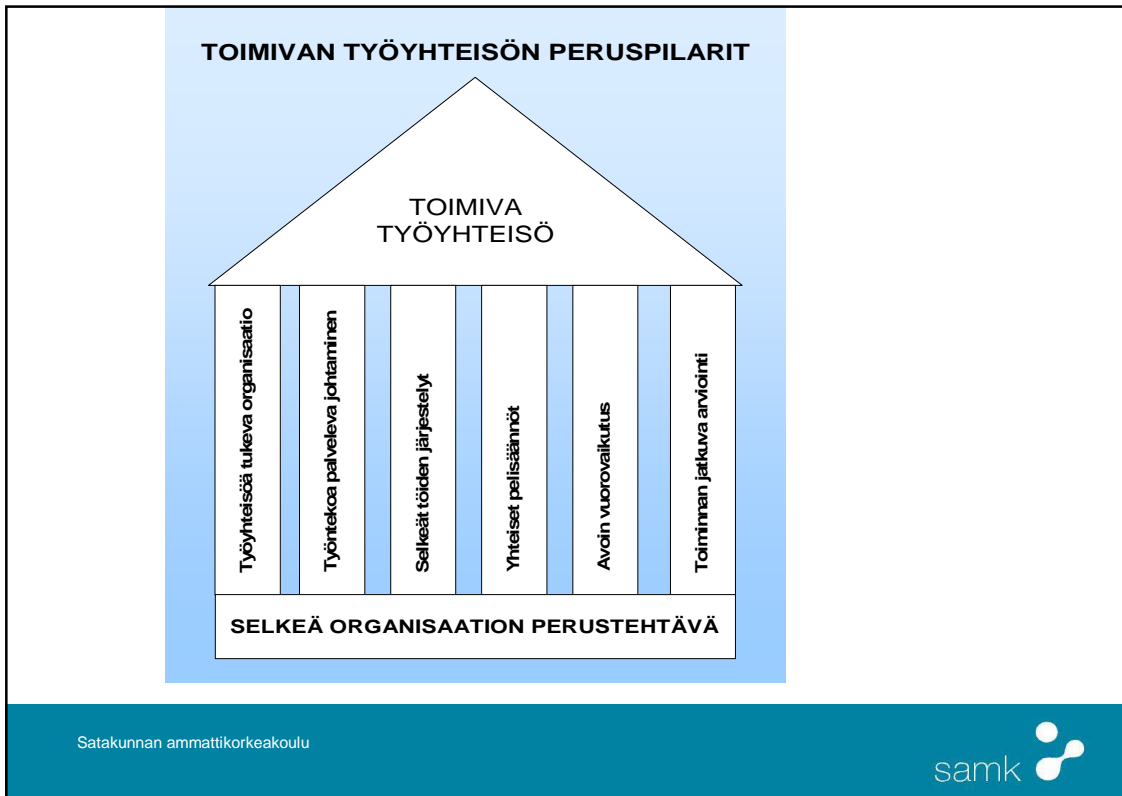 TOIMIVAN TYÖYHTEISÖN PERUSPILARIT
TOIMIVA
TYÖYHTEISÖ
Työyhteisöä tukeva organisaatio
Työntekoa palveleva johtaminen
Selkeät töiden järjestelyt
Yhteiset pelisäännöt
Avoin vuorovaikutus
Toiminnan jatkuva arviointi
SELKEÄ ORGANISAATION PERUSTEHTÄVÄ
Satakunnan ammattikorkeakoulu
samk